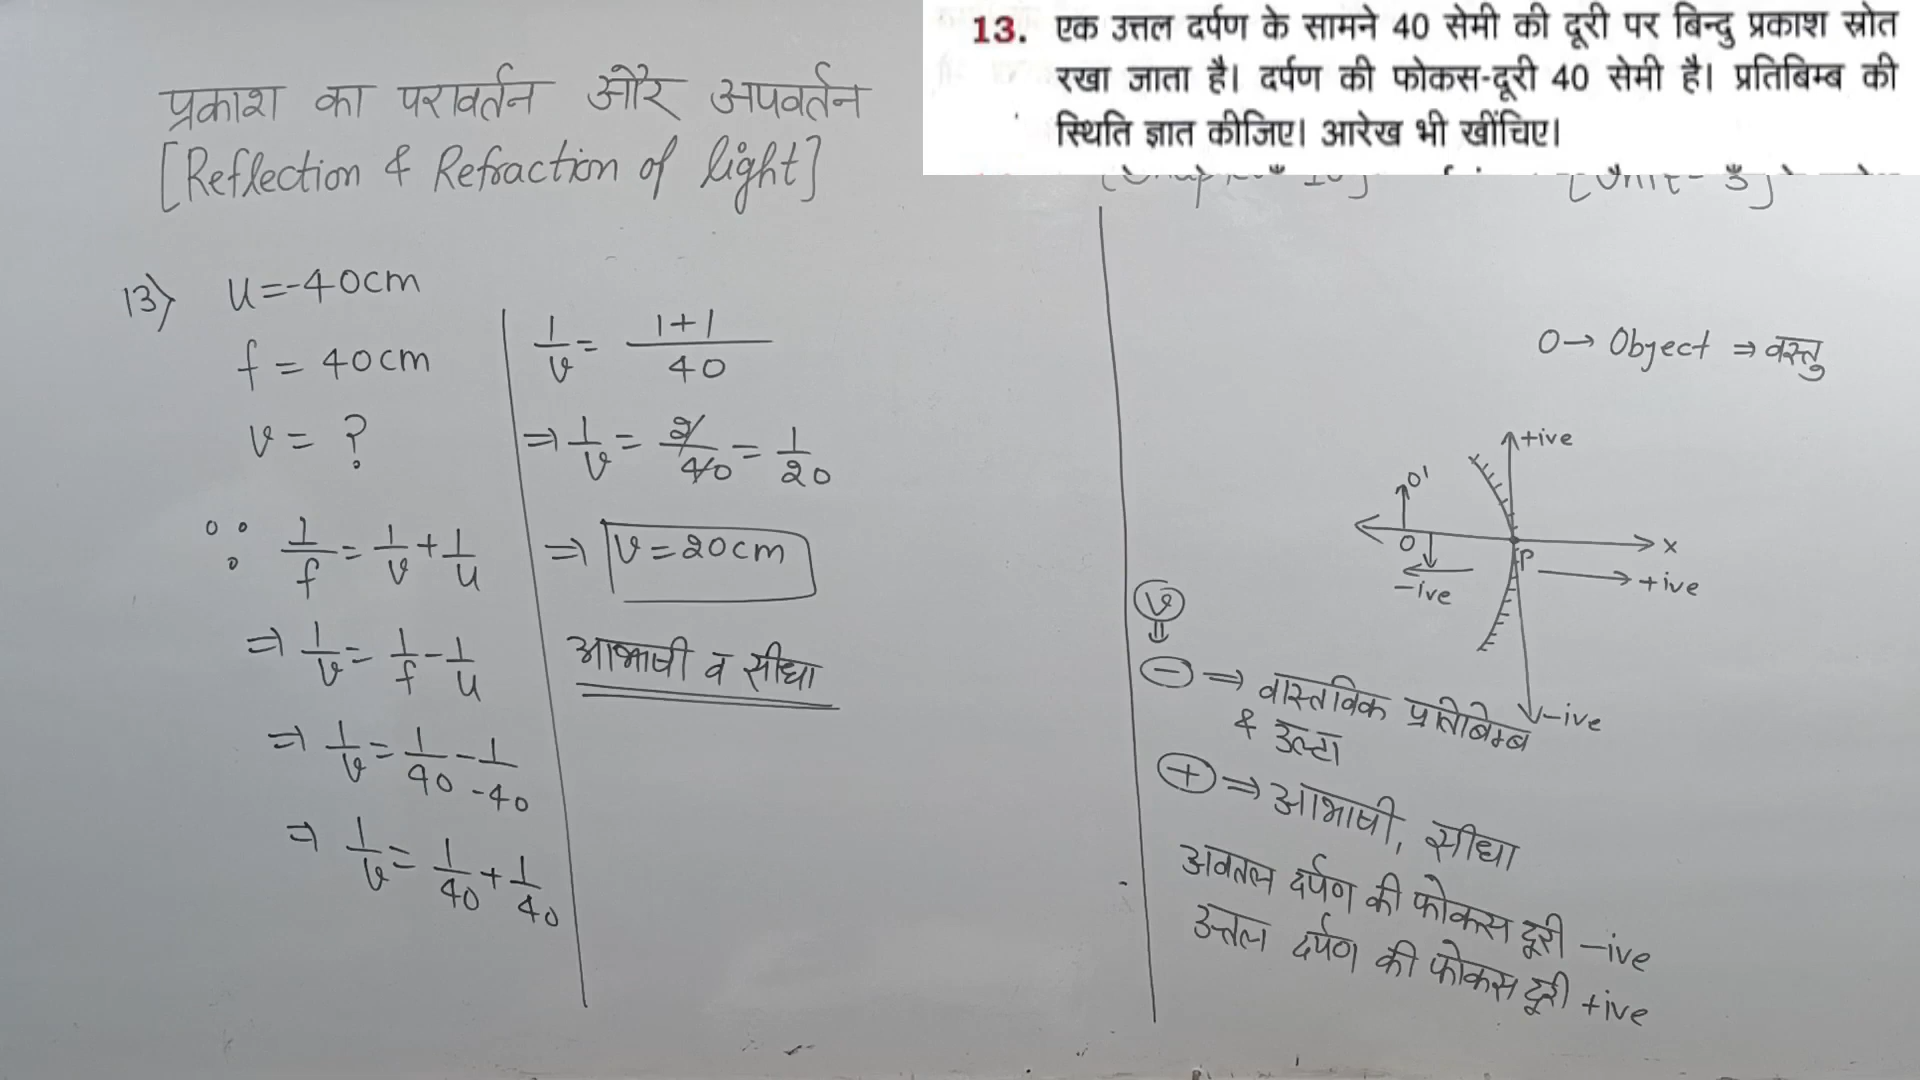 13. एक उत्तल दर्पण के सामने 40 सेमी की दूरी पर बिन्दु प्रकाश स्रोत
रखा जाता है। दर्पण की फोकस-दूरी 40 सेमी है। प्रतिबिम्ब की
स्थिति ज्ञात कीजिए। आरेख भी खींचिए।
प्रकाश का परावर्तन और अपवर्तन
[Reflection & Refraction of light]
13) u=-40cm
f = 40cm
v = ?
∵ 1/f = 1/v + 1/u
⇒ 1/v = 1/f - 1/u
⇒ 1/v = 1/40 - 1/-40
⇒ 1/v = 1/40 + 1/40
1/v = 1+1/40
⇒ 1/v = 2/40 = 1/20
⇒ v = 20cm
आभाषी व सीधा
O → Object ⇒ वस्तु
+ive
O'
O
P
x
-ive
+ive
-ive
v
⇓
- ⇒ वास्तविक प्रतिबिम्ब
& उल्टा
+ ⇒ आभाषी, सीधा
अवतल दर्पण की फोकस दूरी -ive
उत्तल दर्पण की फोकस दूरी +ive